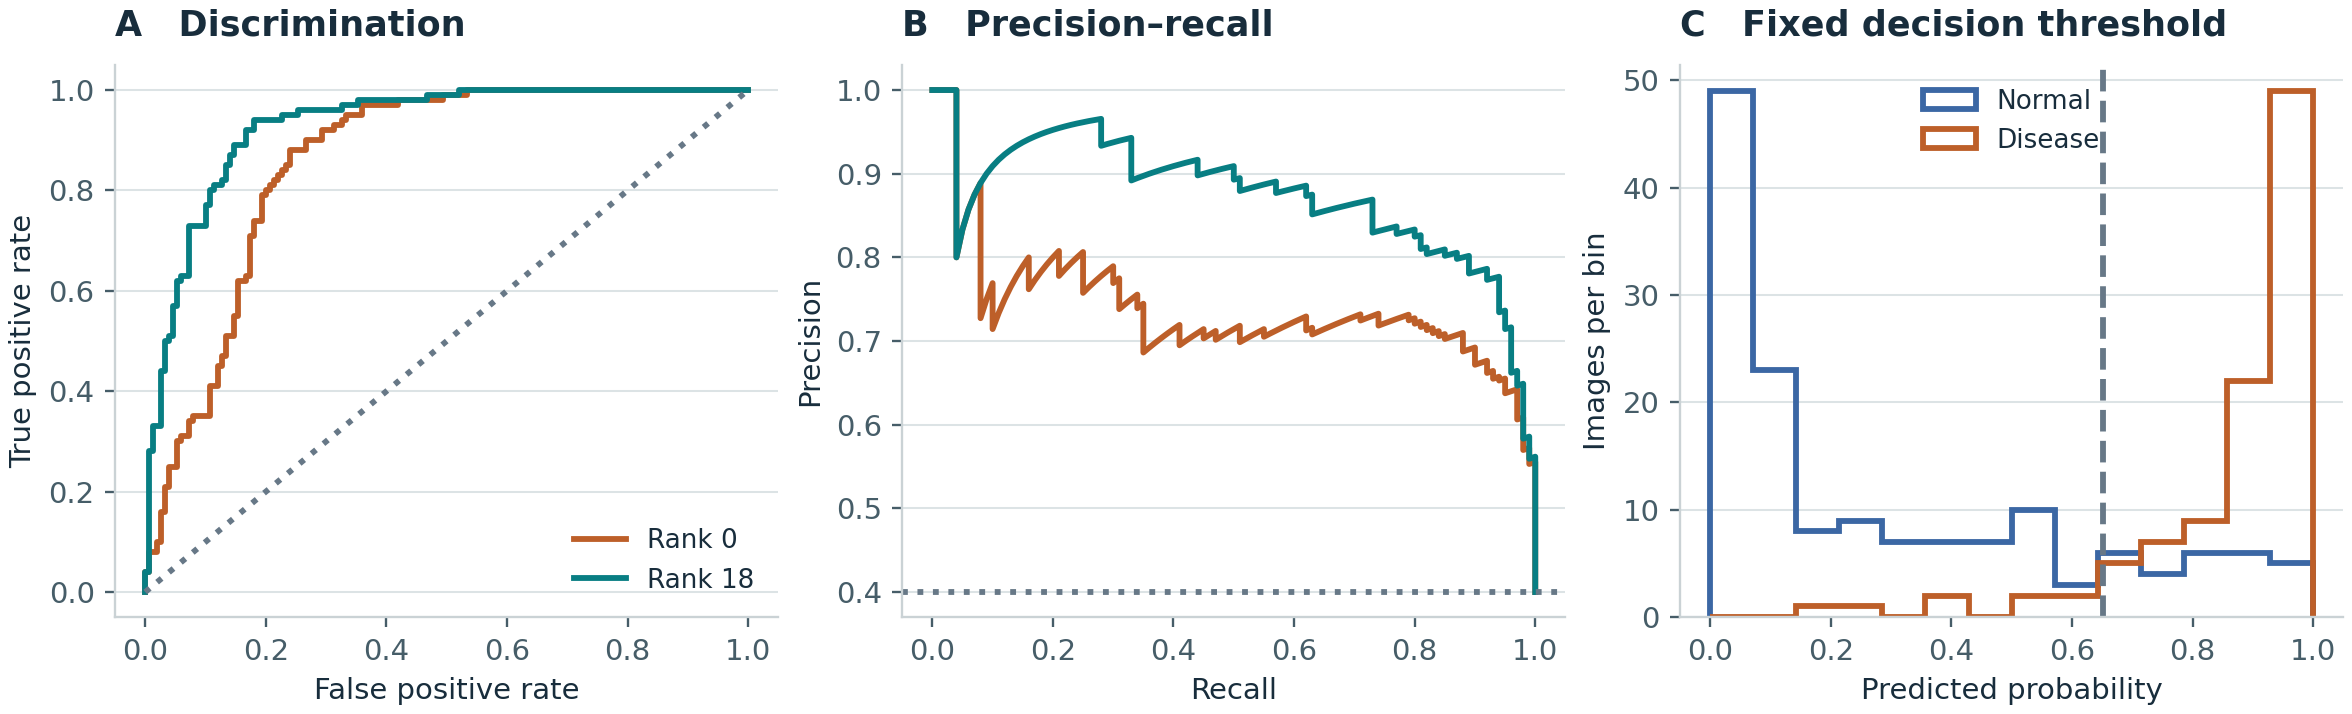 A Discrimination
True positive rate
1.0
0.8
0.6
0.4
0.2
0.0
0.0 0.2 0.4 0.6 0.8 1.0
False positive rate
Rank 0
Rank 18
B Precision–recall
Precision
1.0
0.9
0.8
0.7
0.6
0.5
0.4
0.0 0.2 0.4 0.6 0.8 1.0
Recall
C Fixed decision threshold
Images per bin
50
40
30
20
10
0
0.0 0.2 0.4 0.6 0.8 1.0
Predicted probability
Normal
Disease